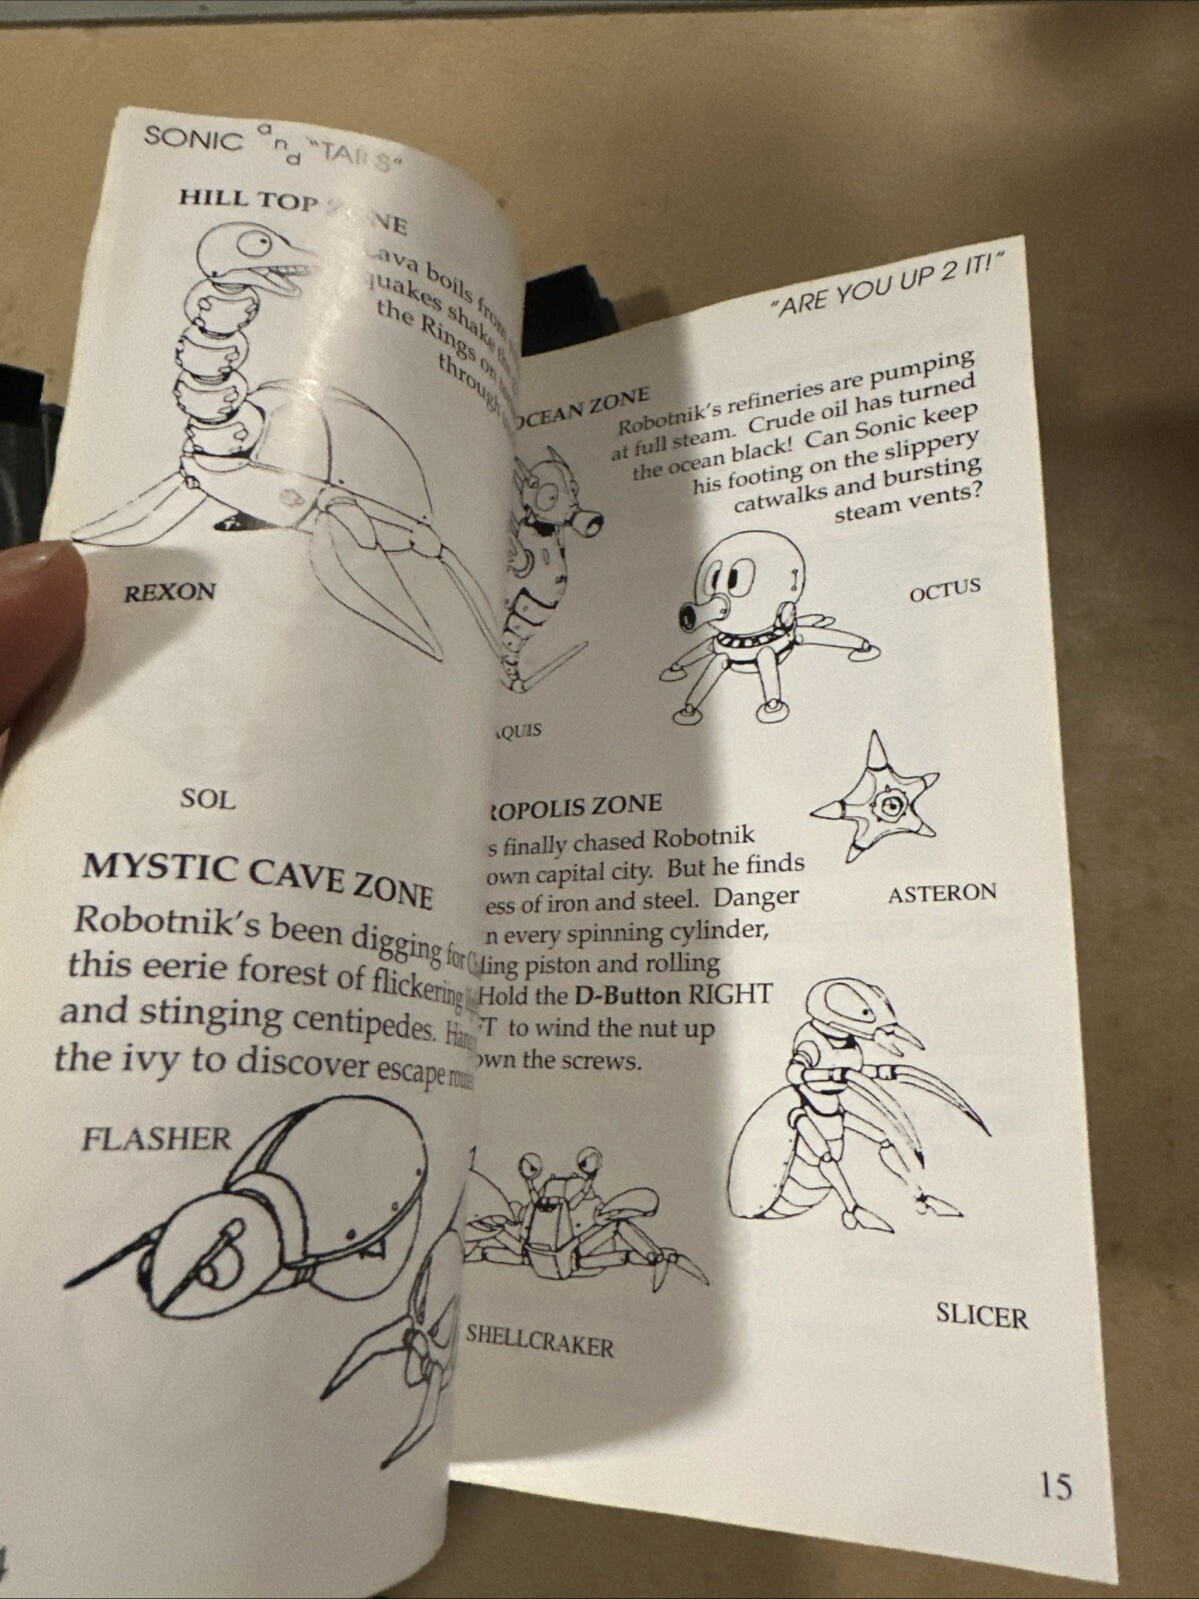 SONIC and "TAILS"
HILL TOP ZONE
Lava boils from
quakes shake the
the Rings on
through
REXON
SOL
MYSTIC CAVE ZONE
Robotnik's been digging for
this eerie forest of flickering
and stinging centipedes.
the ivy to discover escape
FLASHER
"ARE YOU UP 2 IT!"
OCEAN ZONE
Robotnik's refineries are pumping
at full steam. Crude oil has turned
the ocean black! Can Sonic keep
his footing on the slippery
catwalks and bursting
steam vents?
OCTUS
AQUIS
ASTERON
ROPOLIS ZONE
s finally chased Robotnik
own capital city. But he finds
ess of iron and steel. Danger
n every spinning cylinder,
ling piston and rolling
Hold the D-Button RIGHT
FT to wind the nut up
own the screws.
SHELLCRAKER
SLICER
15